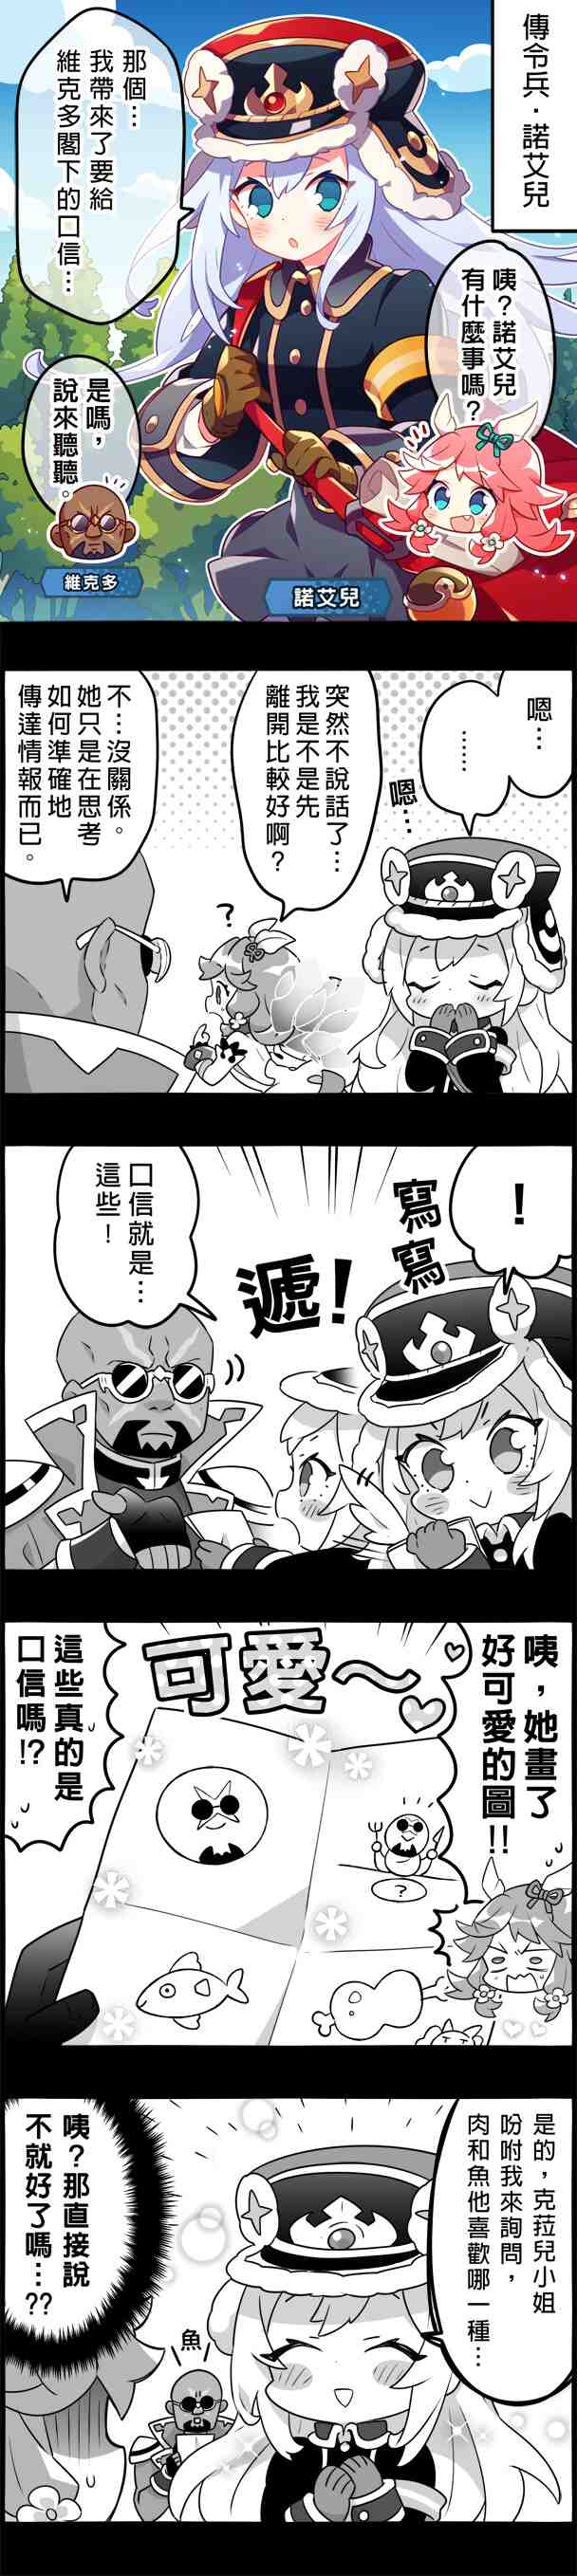 傳令兵．諾艾兒
咦？諾艾兒
有什麼事嗎？
那個…
我帶來了要給
維克多閣下的口信…
是嗎，
說來聽聽。
維克多
諾艾兒
嗯…
……
嗯…
突然不說話了…
我是不是先
離開比較好啊？
?
不…沒關係。
她只是在思考
如何準確地
傳達情報而已。
！
寫寫
遞！
口信就是…
這些！
咦，她畫了
好可愛的圖!!
可愛～
?
這些真的是
口信嗎!?
是的，克菈兒小姐
吩咐我來詢問，
肉和魚他喜歡哪一種…
魚
咦？那直接說
不就好了嗎…??